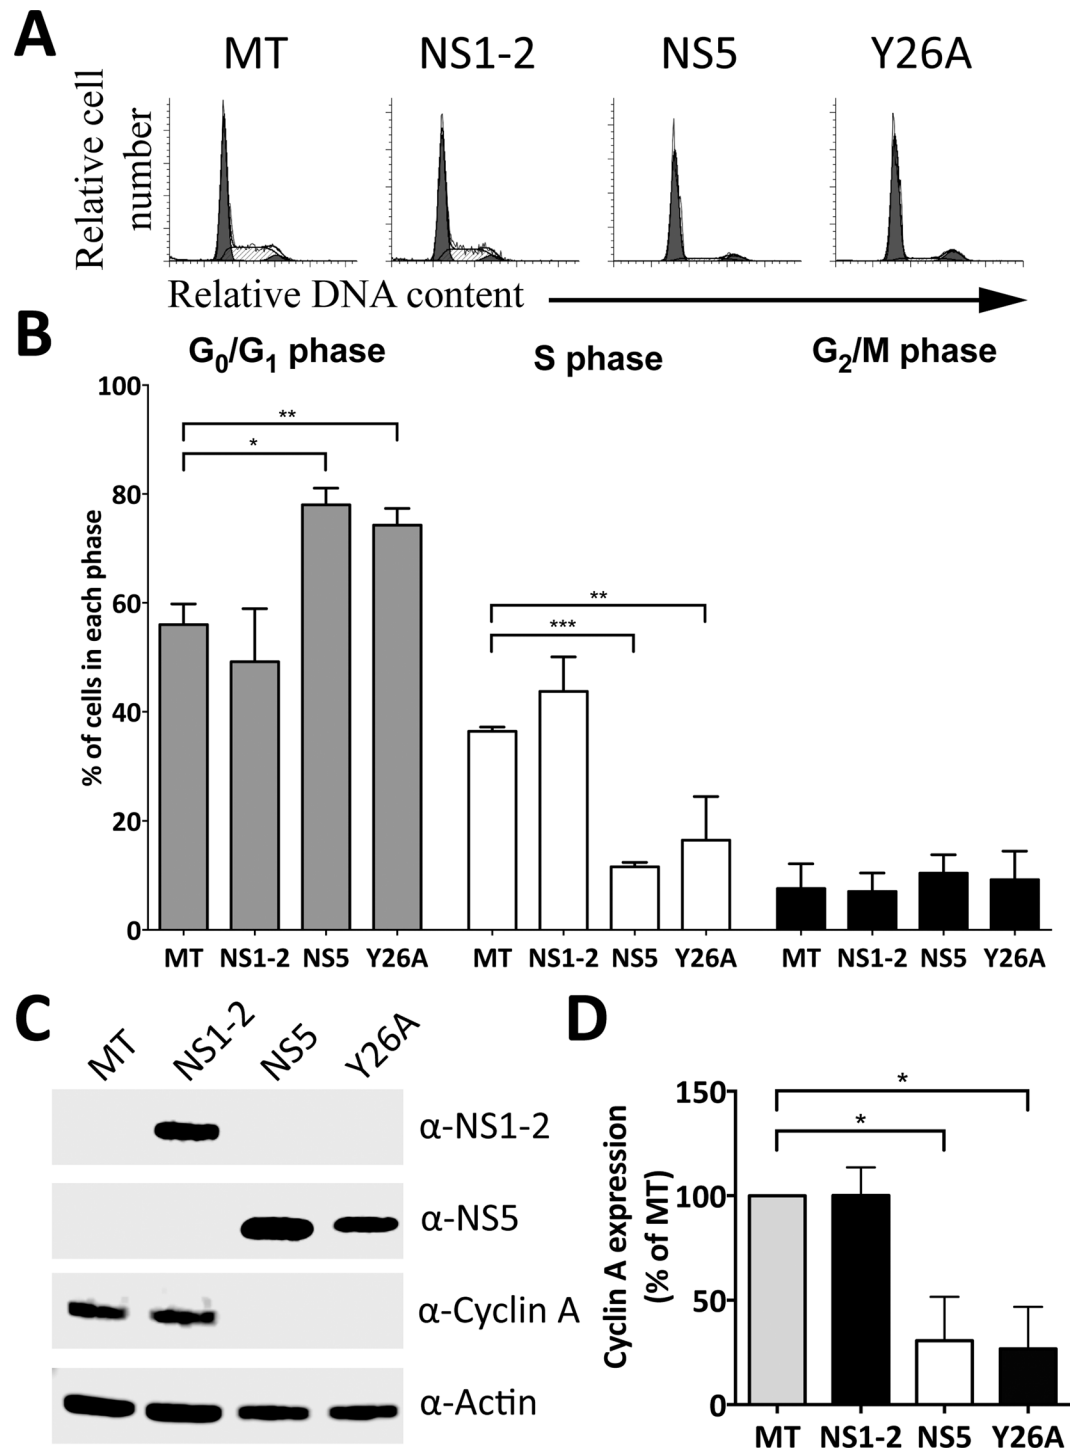 A
MT NS1-2 NS5 Y26A
Relative cell
number
Relative DNA content
B
G0/G1 phase S phase G2/M phase
% of cells in each phase
100
** 
*
80
60
**
***
40
20
0
MT NS1-2 NS5 Y26A MT NS1-2 NS5 Y26A MT NS1-2 NS5 Y26A
C
MT NS1-2 NS5 Y26A
α-NS1-2
α-NS5
α-Cyclin A
α-Actin
D
Cyclin A expression
(% of MT)
150
*
*
100
50
0
MT NS1-2 NS5 Y26A